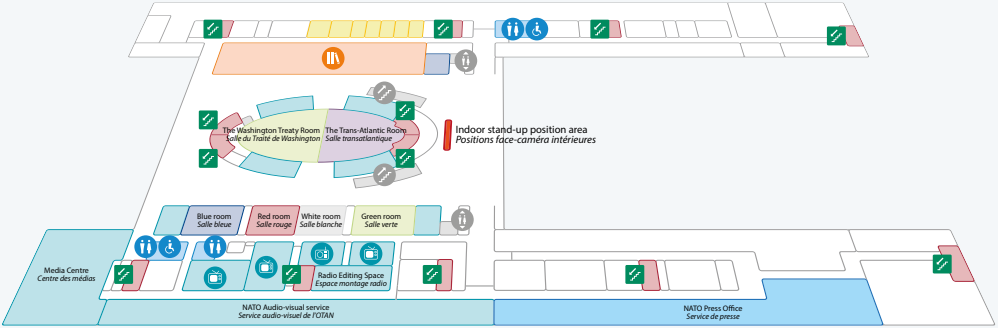 The Washington Treaty Room
Salle du Traité de Washington
The Trans-Atlantic Room
Salle transatlantique
Indoor stand-up position area
Positions face-caméra intérieures
Blue room
Salle bleue
Red room
Salle rouge
White room
Salle blanche
Green room
Salle verte
Media Centre
Centre des médias
Radio Editing Space
Espace montage radio
NATO Audio-visual service
Service audio-visuel de l'OTAN
NATO Press Office
Service de presse